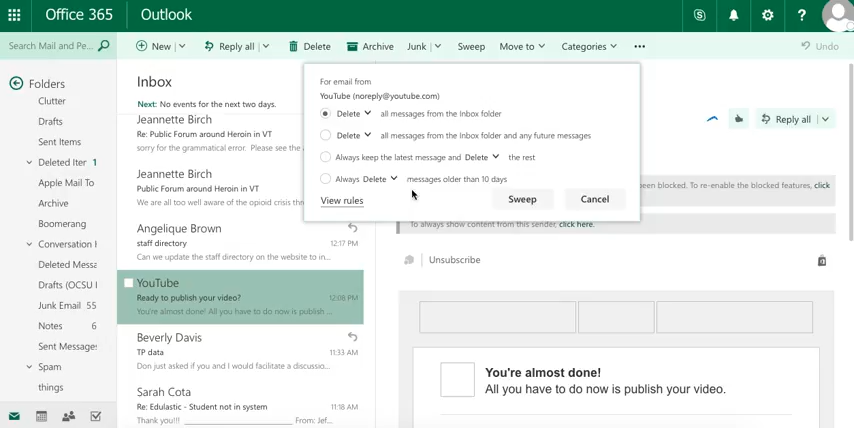 Office 365 Outlook
Search Mail and Pe... New Reply all Delete Archive Junk Sweep Move to Categories ... Undo
Folders
Clutter
Drafts
Sent Items
Deleted Iter 1
Apple Mail To
Archive
Boomerang
Conversation H
Deleted Messa
Drafts (OCSU I
Junk Email 55
Notes 6
Sent Messages
Spam
things
Inbox
Next: No events for the next two days.
Jeannette Birch
Re: Public Forum around Heroin in VT
sorry for the grammatical error. Please see the
Jeannette Birch
Public Forum around Heroin in VT
We are all too well aware of the opioid crisis thr
Angelique Brown
staff directory 12:17 PM
Can we update the staff directory on the website to in...
YouTube
Ready to publish your video? 12:08 PM
You're almost done! All you have to do now is publish ...
Beverly Davis
TP data 11:33 AM
Don just asked if you and I would facilitate a discussio...
Sarah Cota
Re: Edulastic - Student not in system 11:18 AM
Thank you!!! From: Jef...
For email from
YouTube (noreply@youtube.com)
Delete all messages from the Inbox folder
Delete all messages from the Inbox folder and any future messages
Always keep the latest message and Delete the rest
Always Delete messages older than 10 days
View rules Sweep Cancel
Reply all
been blocked. To re-enable the blocked features, click
To always show content from this sender, click here.
Unsubscribe
You're almost done!
All you have to do now is publish your video.